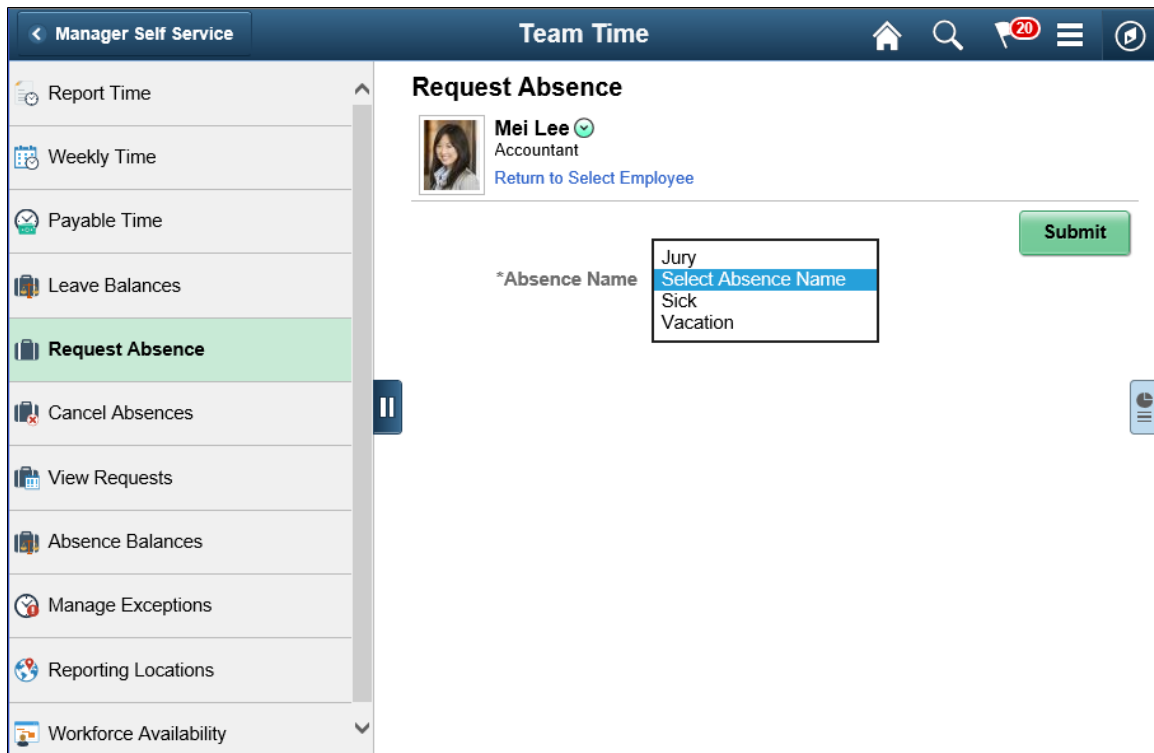 Manager Self Service
Team Time
20
Report Time
Weekly Time
Payable Time
Leave Balances
Request Absence
Cancel Absences
View Requests
Absence Balances
Manage Exceptions
Reporting Locations
Workforce Availability
Request Absence
Mei Lee
Accountant
Return to Select Employee
Submit
*Absence Name
Jury
Select Absence Name
Sick
Vacation